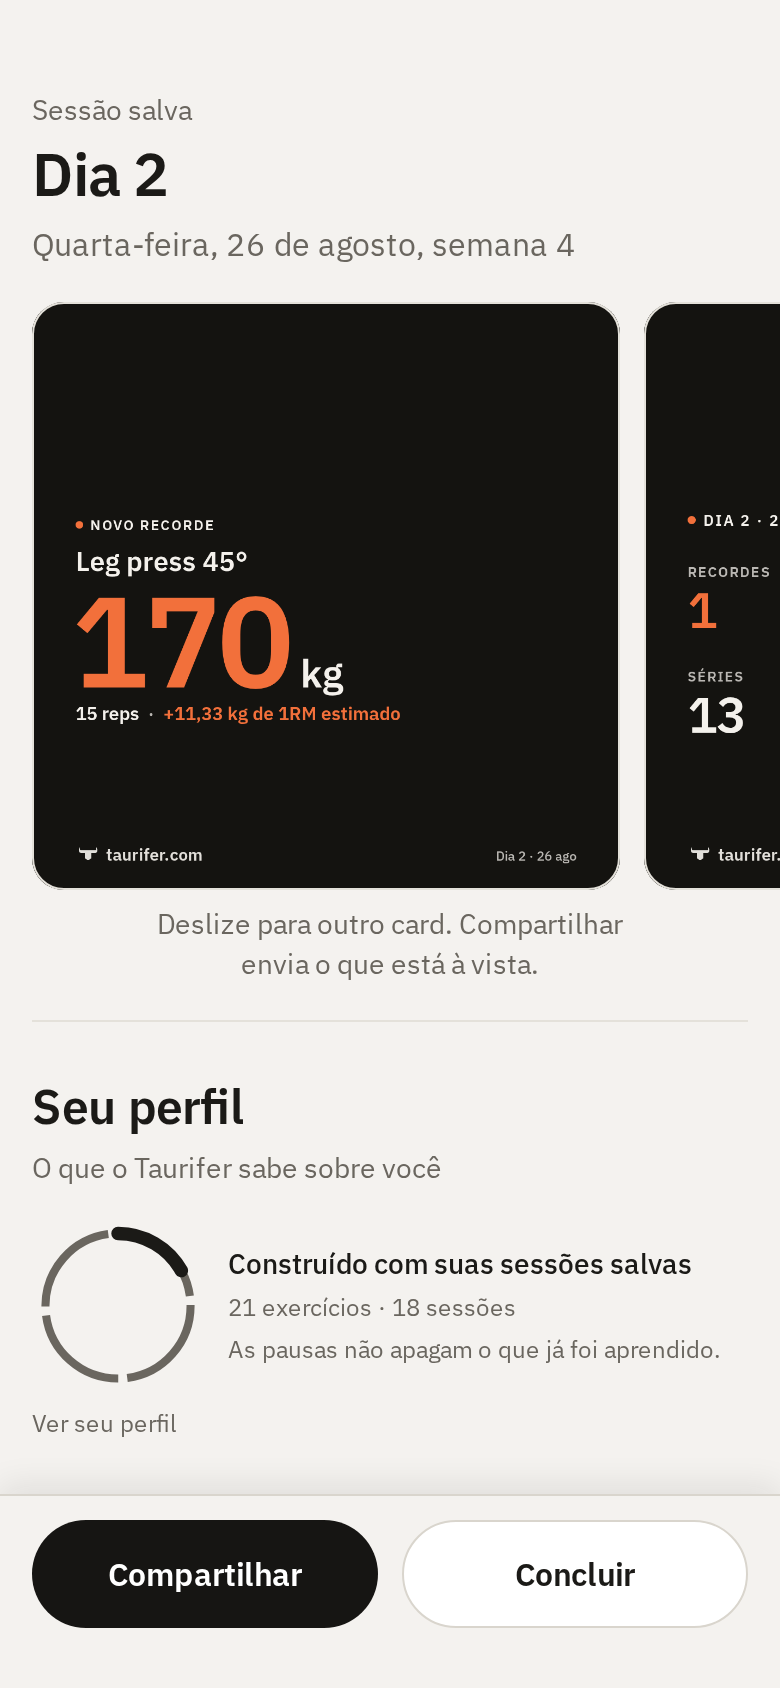 Sessão salva
Dia 2
Quarta-feira, 26 de agosto, semana 4
NOVO RECORDE
Leg press 45°
170 kg
15 reps · +11,33 kg de 1RM estimado
taurifer.com
Dia 2 · 26 ago
DIA 2 · 2
RECORDES
1
SÉRIES
13
taurifer.
Deslize para outro card. Compartilhar
envia o que está à vista.
Seu perfil
O que o Taurifer sabe sobre você
Construído com suas sessões salvas
21 exercícios · 18 sessões
As pausas não apagam o que já foi aprendido.
Ver seu perfil
Compartilhar
Concluir